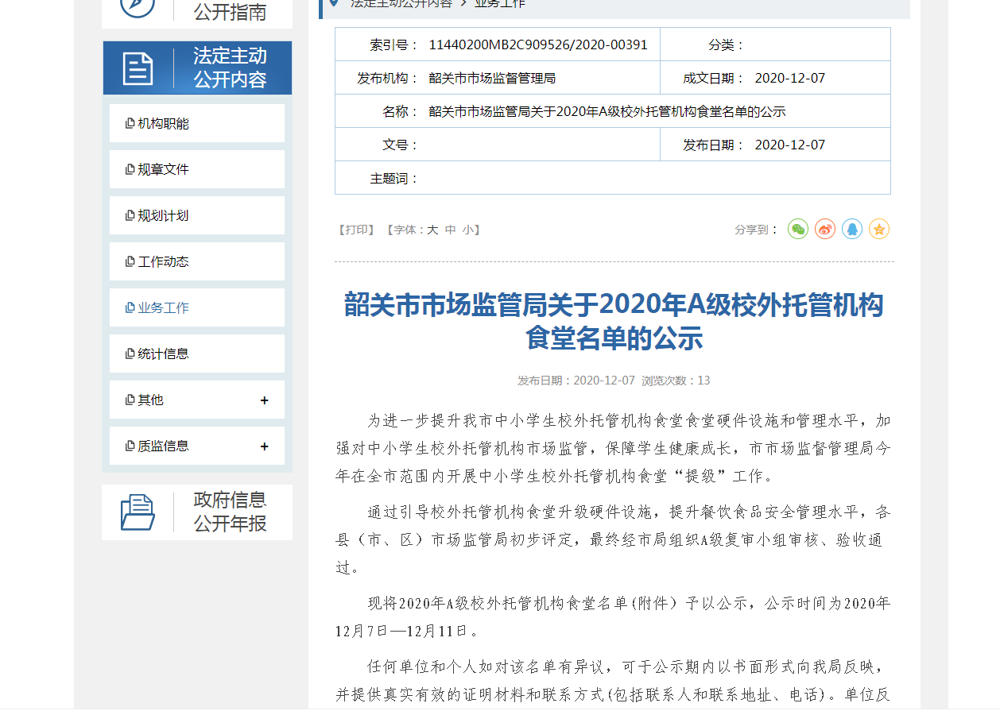 公开指南
法定主动
公开内容
机构职能
规章文件
规划计划
工作动态
业务工作
统计信息
其他 +
质监信息 +
政府信息
公开年报
法定主动公开内容 > 业务工作
索引号： 11440200MB2C909526/2020-00391 分类：
发布机构： 韶关市市场监督管理局 成文日期： 2020-12-07
名称： 韶关市市场监管局关于2020年A级校外托管机构食堂名单的公示
文号： 发布日期： 2020-12-07
主题词：
【打印】 【字体：大 中 小】 分享到：
韶关市市场监管局关于2020年A级校外托管机构
食堂名单的公示
发布日期：2020-12-07 浏览次数：13
为进一步提升我市中小学生校外托管机构食堂食堂硬件设施和管理水平，加
强对中小学生校外托管机构市场监管，保障学生健康成长，市市场监督管理局今
年在全市范围内开展中小学生校外托管机构食堂“提级”工作。
通过引导校外托管机构食堂升级硬件设施，提升餐饮食品安全管理水平，各
县（市、区）市场监管局初步评定，最终经市局组织A级复审小组审核、验收通
过。
现将2020年A级校外托管机构食堂名单(附件）予以公示，公示时间为2020年
12月7日—12月11日。
任何单位和个人如对该名单有异议，可于公示期内以书面形式向我局反映，
并提供真实有效的证明材料和联系方式(包括联系人和联系地址、电话)。单位反